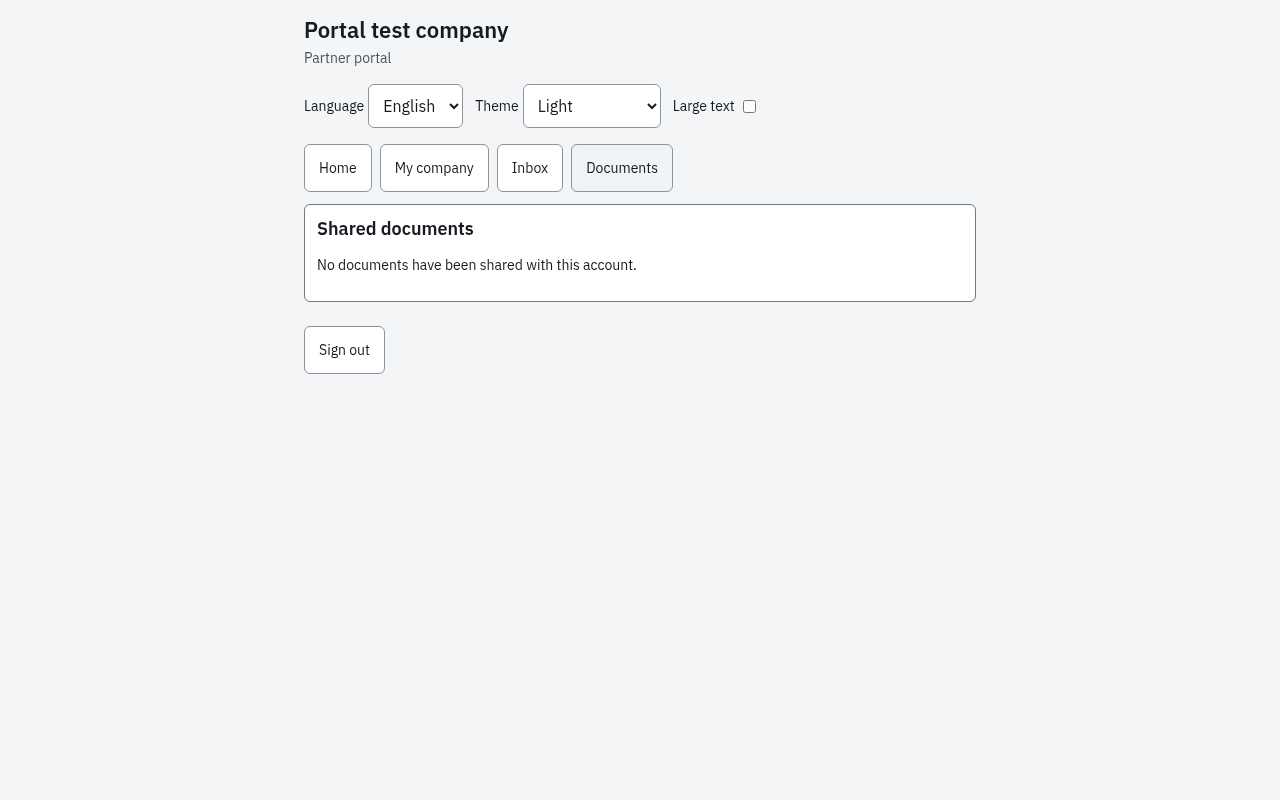 Portal test company
Partner portal
Language English Theme Light Large text
Home My company Inbox Documents
Shared documents
No documents have been shared with this account.
Sign out